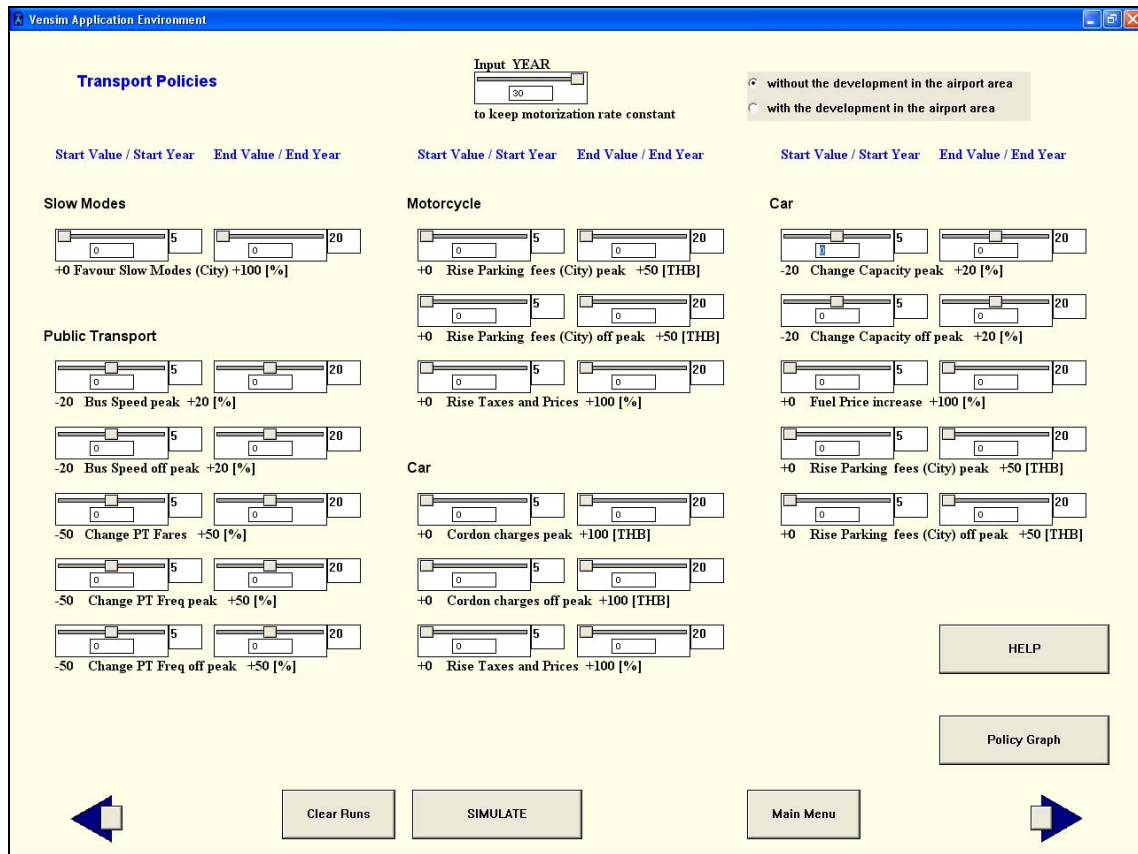 Vensim Application Environment
Transport Policies
Input YEAR
30
to keep motorization rate constant
without the development in the airport area
with the development in the airport area
Start Value / Start Year End Value / End Year
Start Value / Start Year End Value / End Year
Start Value / Start Year End Value / End Year
Slow Modes
0 5 0 20
+0 Favour Slow Modes (City) +100 [%]
Public Transport
0 5 0 20
-20 Bus Speed peak +20 [%]
0 5 0 20
-20 Bus Speed off peak +20 [%]
0 5 0 20
-50 Change PT Fares +50 [%]
0 5 0 20
-50 Change PT Freq peak +50 [%]
0 5 0 20
-50 Change PT Freq off peak +50 [%]
Motorcycle
0 5 0 20
+0 Rise Parking fees (City) peak +50 [THB]
0 5 0 20
+0 Rise Parking fees (City) off peak +50 [THB]
0 5 0 20
+0 Rise Taxes and Prices +100 [%]
Car
0 5 0 20
+0 Cordon charges peak +100 [THB]
0 5 0 20
+0 Cordon charges off peak +100 [THB]
0 5 0 20
+0 Rise Taxes and Prices +100 [%]
Car
0 5 0 20
-20 Change Capacity peak +20 [%]
0 5 0 20
-20 Change Capacity off peak +20 [%]
0 5 0 20
+0 Fuel Price increase +100 [%]
0 5 0 20
+0 Rise Parking fees (City) peak +50 [THB]
0 5 0 20
+0 Rise Parking fees (City) off peak +50 [THB]
HELP
Policy Graph
Clear Runs
SIMULATE
Main Menu